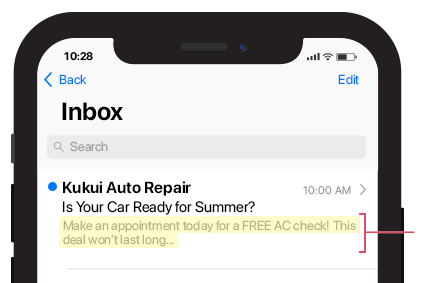 10:28
Back
Edit
Inbox
Search
Kukui Auto Repair 10:00 AM
Is Your Car Ready for Summer?
Make an appointment today for a FREE AC check! This
deal won't last long...